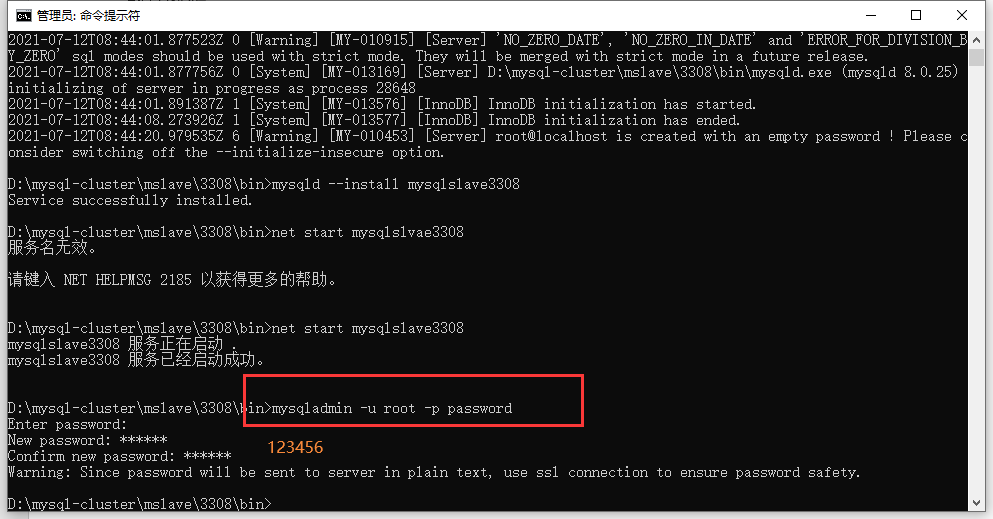 管理员: 命令提示符
2021-07-12T08:44:01.877523Z 0 [Warning] [MY-010915] [Server] 'NO_ZERO_DATE', 'NO_ZERO_IN_DATE' and 'ERROR_FOR_DIVISION_B
Y_ZERO' sql modes should be used with strict mode. They will be merged with strict mode in a future release.
2021-07-12T08:44:01.877756Z 0 [System] [MY-013169] [Server] D:\mysql-cluster\mslave\3308\bin\mysqld.exe (mysqld 8.0.25)
initializing of server in progress as process 28648
2021-07-12T08:44:01.891387Z 1 [System] [MY-013576] [InnoDB] InnoDB initialization has started.
2021-07-12T08:44:08.273926Z 1 [System] [MY-013577] [InnoDB] InnoDB initialization has ended.
2021-07-12T08:44:20.979535Z 6 [Warning] [MY-010453] [Server] root@localhost is created with an empty password ! Please c
onsider switching off the --initialize-insecure option.
D:\mysql-cluster\mslave\3308\bin>mysqld --install mysqlslave3308
Service successfully installed.
D:\mysql-cluster\mslave\3308\bin>net start mysqlslvae3308
服务名无效。
请键入 NET HELPMSG 2185 以获得更多的帮助。
D:\mysql-cluster\mslave\3308\bin>net start mysqlslave3308
mysqlslave3308 服务正在启动 .
mysqlslave3308 服务已经启动成功。
D:\mysql-cluster\mslave\3308\bin>mysqladmin -u root -p password
Enter password:
New password: ******
Confirm new password: ******
123456
Warning: Since password will be sent to server in plain text, use ssl connection to ensure password safety.
D:\mysql-cluster\mslave\3308\bin>